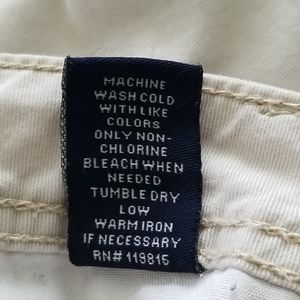 MACHINE
WASH COLD
WITH LIKE
COLORS
ONLY NON-
CHLORINE
BLEACH WHEN
NEEDED
TUMBLE DRY
LOW
WARM IRON
IF NECESSARY
RN# 119815